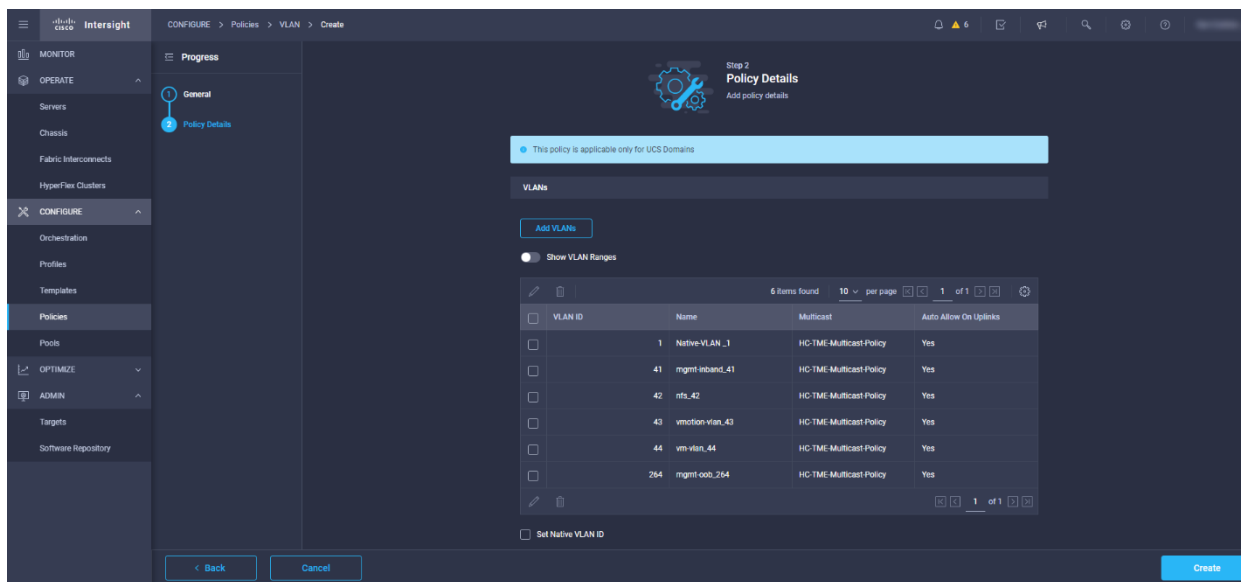 cisco Intersight
CONFIGURE > Policies > VLAN > Create
6
MONITOR
OPERATE
Servers
Chassis
Fabric Interconnects
HyperFlex Clusters
CONFIGURE
Orchestration
Profiles
Templates
Policies
Pools
OPTIMIZE
ADMIN
Targets
Software Repository
Progress
1 General
2 Policy Details
Step 2
Policy Details
Add policy details
This policy is applicable only for UCS Domains
VLANs
Add VLANs
Show VLAN Ranges
6 items found 10 per page 1 of 1
VLAN ID Name Multicast Auto Allow On Uplinks
1 Native-VLAN _1 HC-TME-Multicast-Policy Yes
41 mgmt-inband_41 HC-TME-Multicast-Policy Yes
42 nfs_42 HC-TME-Multicast-Policy Yes
43 vmotion-vlan_43 HC-TME-Multicast-Policy Yes
44 vm-vlan_44 HC-TME-Multicast-Policy Yes
264 mgmt-oob_264 HC-TME-Multicast-Policy Yes
1 of 1
Set Native VLAN ID
< Back
Cancel
Create